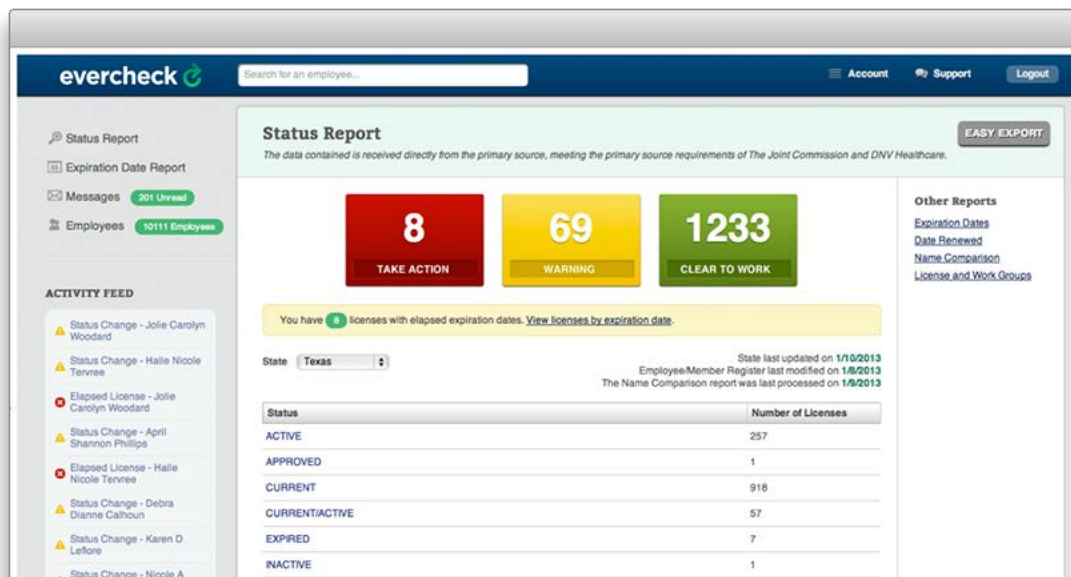 evercheck
Search for an employee...
Account
Support
Logout
Status Report
Expiration Date Report
Messages 201 Unread
Employees 10111 Employees
ACTIVITY FEED
Status Change - Jolie Carolyn
Woodard
Status Change - Halie Nicole
Tervree
Elapsed License - Jolie
Carolyn Woodard
Status Change - April
Shannon Phillips
Elapsed License - Halie
Nicole Tervree
Status Change - Debra
Dianne Calhoun
Status Change - Karen D
Leflore
Status Change - Nicole A
Status Report
EASY EXPORT
The data contained is received directly from the primary source, meeting the primary source requirements of The Joint Commission and DNV Healthcare.
8
TAKE ACTION
69
WARNING
1233
CLEAR TO WORK
You have 8 licenses with elapsed expiration dates. View licenses by expiration date.
State Texas
State last updated on 1/10/2013
Employee/Member Register last modified on 1/8/2013
The Name Comparison report was last processed on 1/9/2013
Status Number of Licenses
ACTIVE 257
APPROVED 1
CURRENT 918
CURRENT/ACTIVE 57
EXPIRED 7
INACTIVE 1
Other Reports
Expiration Dates
Date Renewed
Name Comparison
License and Work Groups